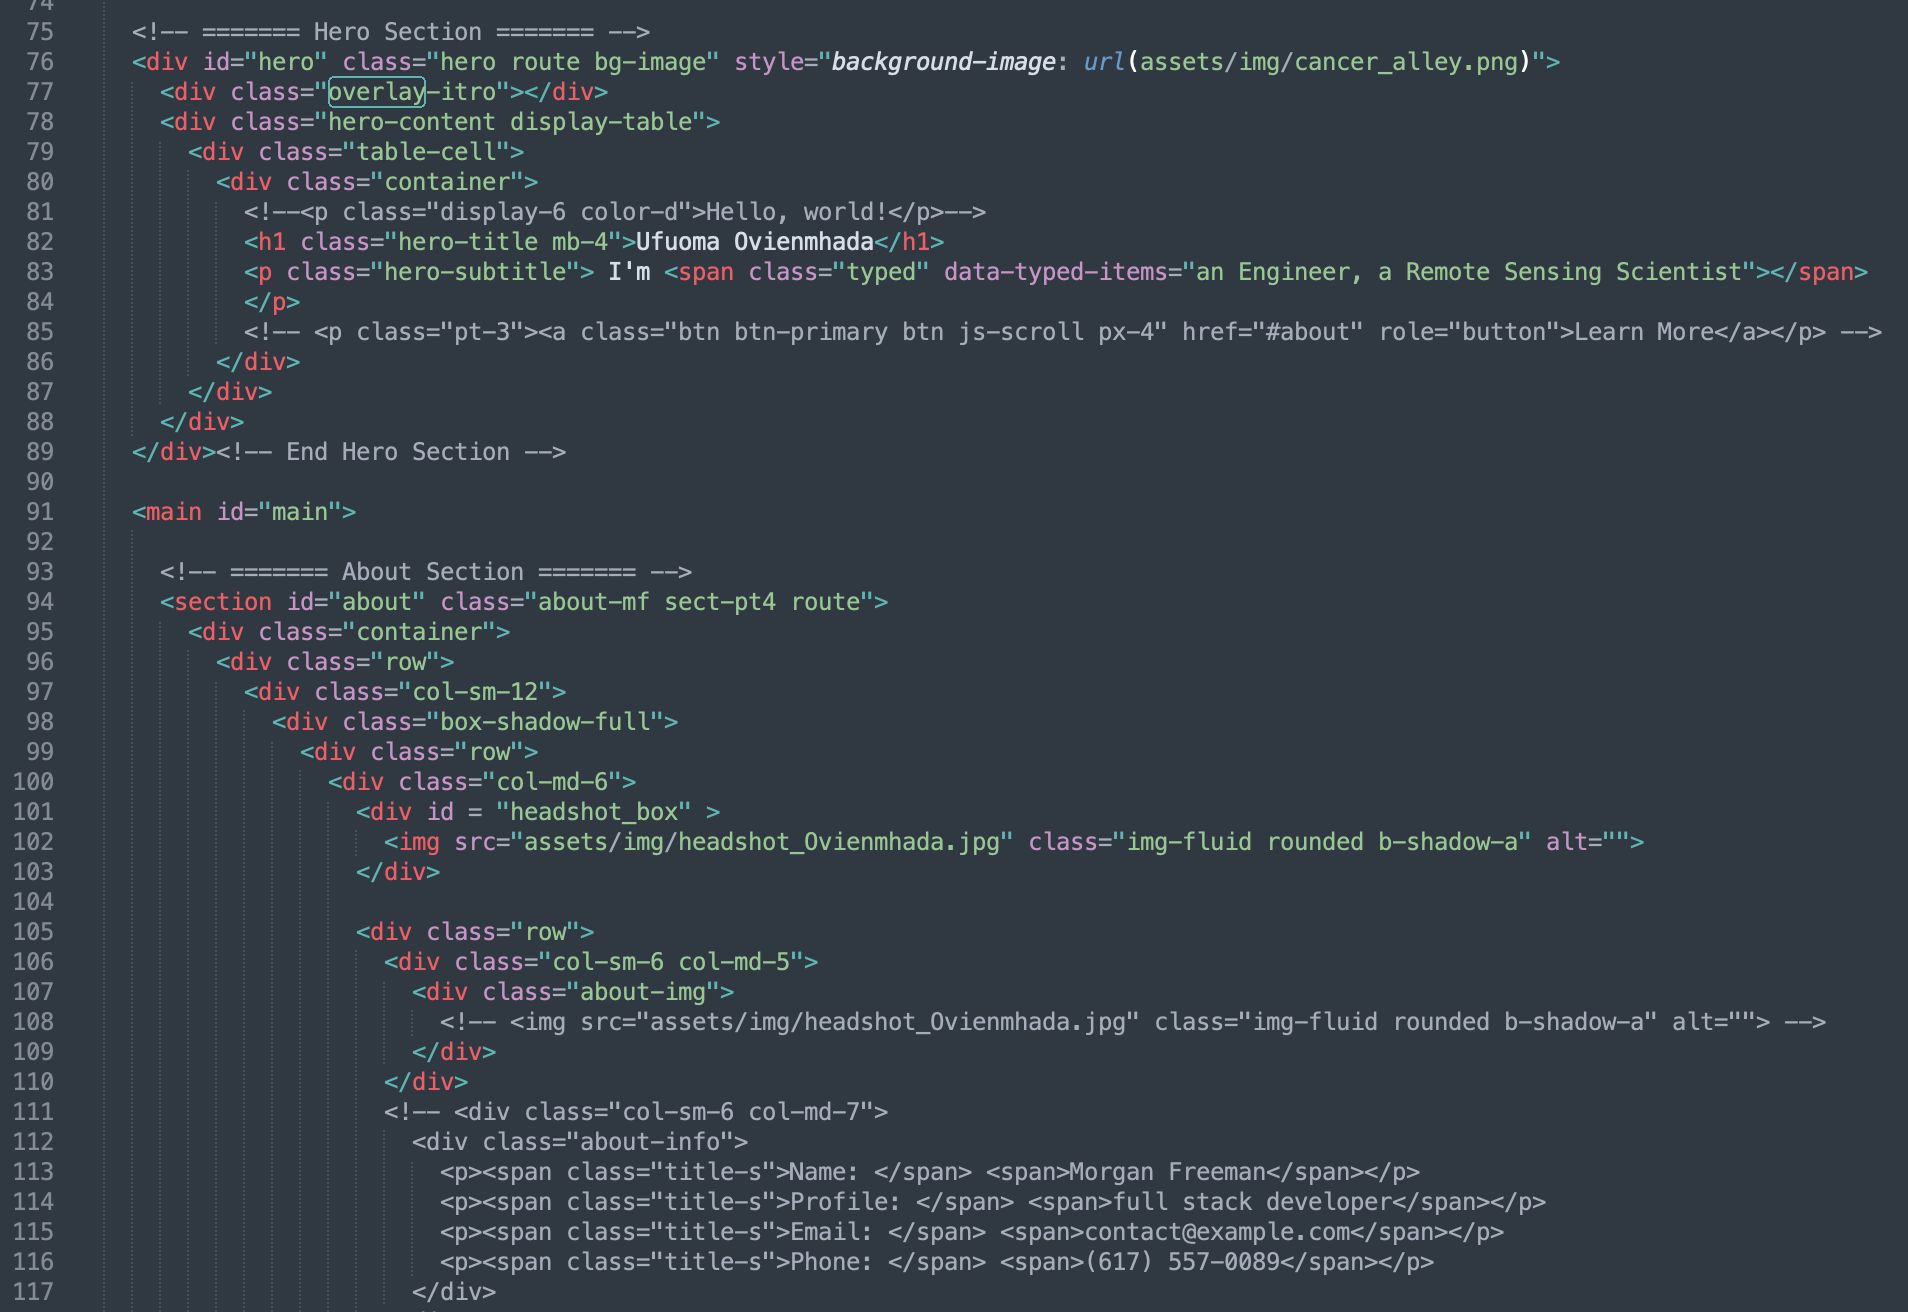 74
75 <!-- ======= Hero Section ======= -->
76 <div id="hero" class="hero route bg-image" style="background-image: url(assets/img/cancer_alley.png)">
77 <div class="overlay-itro"></div>
78 <div class="hero-content display-table">
79 <div class="table-cell">
80 <div class="container">
81 <!--<p class="display-6 color-d">Hello, world!</p>-->
82 <h1 class="hero-title mb-4">Ufuoma Ovienmhada</h1>
83 <p class="hero-subtitle"> I'm <span class="typed" data-typed-items="an Engineer, a Remote Sensing Scientist"></span>
84 </p>
85 <!-- <p class="pt-3"><a class="btn btn-primary btn js-scroll px-4" href="#about" role="button">Learn More</a></p> -->
86 </div>
87 </div>
88 </div>
89 </div><!-- End Hero Section -->
90
91 <main id="main">
92
93 <!-- ======= About Section ======= -->
94 <section id="about" class="about-mf sect-pt4 route">
95 <div class="container">
96 <div class="row">
97 <div class="col-sm-12">
98 <div class="box-shadow-full">
99 <div class="row">
100 <div class="col-md-6">
101 <div id = "headshot_box" >
102 <img src="assets/img/headshot_Ovienmhada.jpg" class="img-fluid rounded b-shadow-a" alt="">
103 </div>
104
105 <div class="row">
106 <div class="col-sm-6 col-md-5">
107 <div class="about-img">
108 <!-- <img src="assets/img/headshot_Ovienmhada.jpg" class="img-fluid rounded b-shadow-a" alt=""> -->
109 </div>
110 </div>
111 <!-- <div class="col-sm-6 col-md-7">
112 <div class="about-info">
113 <p><span class="title-s">Name: </span> <span>Morgan Freeman</span></p>
114 <p><span class="title-s">Profile: </span> <span>full stack developer</span></p>
115 <p><span class="title-s">Email: </span> <span>contact@example.com</span></p>
116 <p><span class="title-s">Phone: </span> <span>(617) 557-0089</span></p>
117 </div>